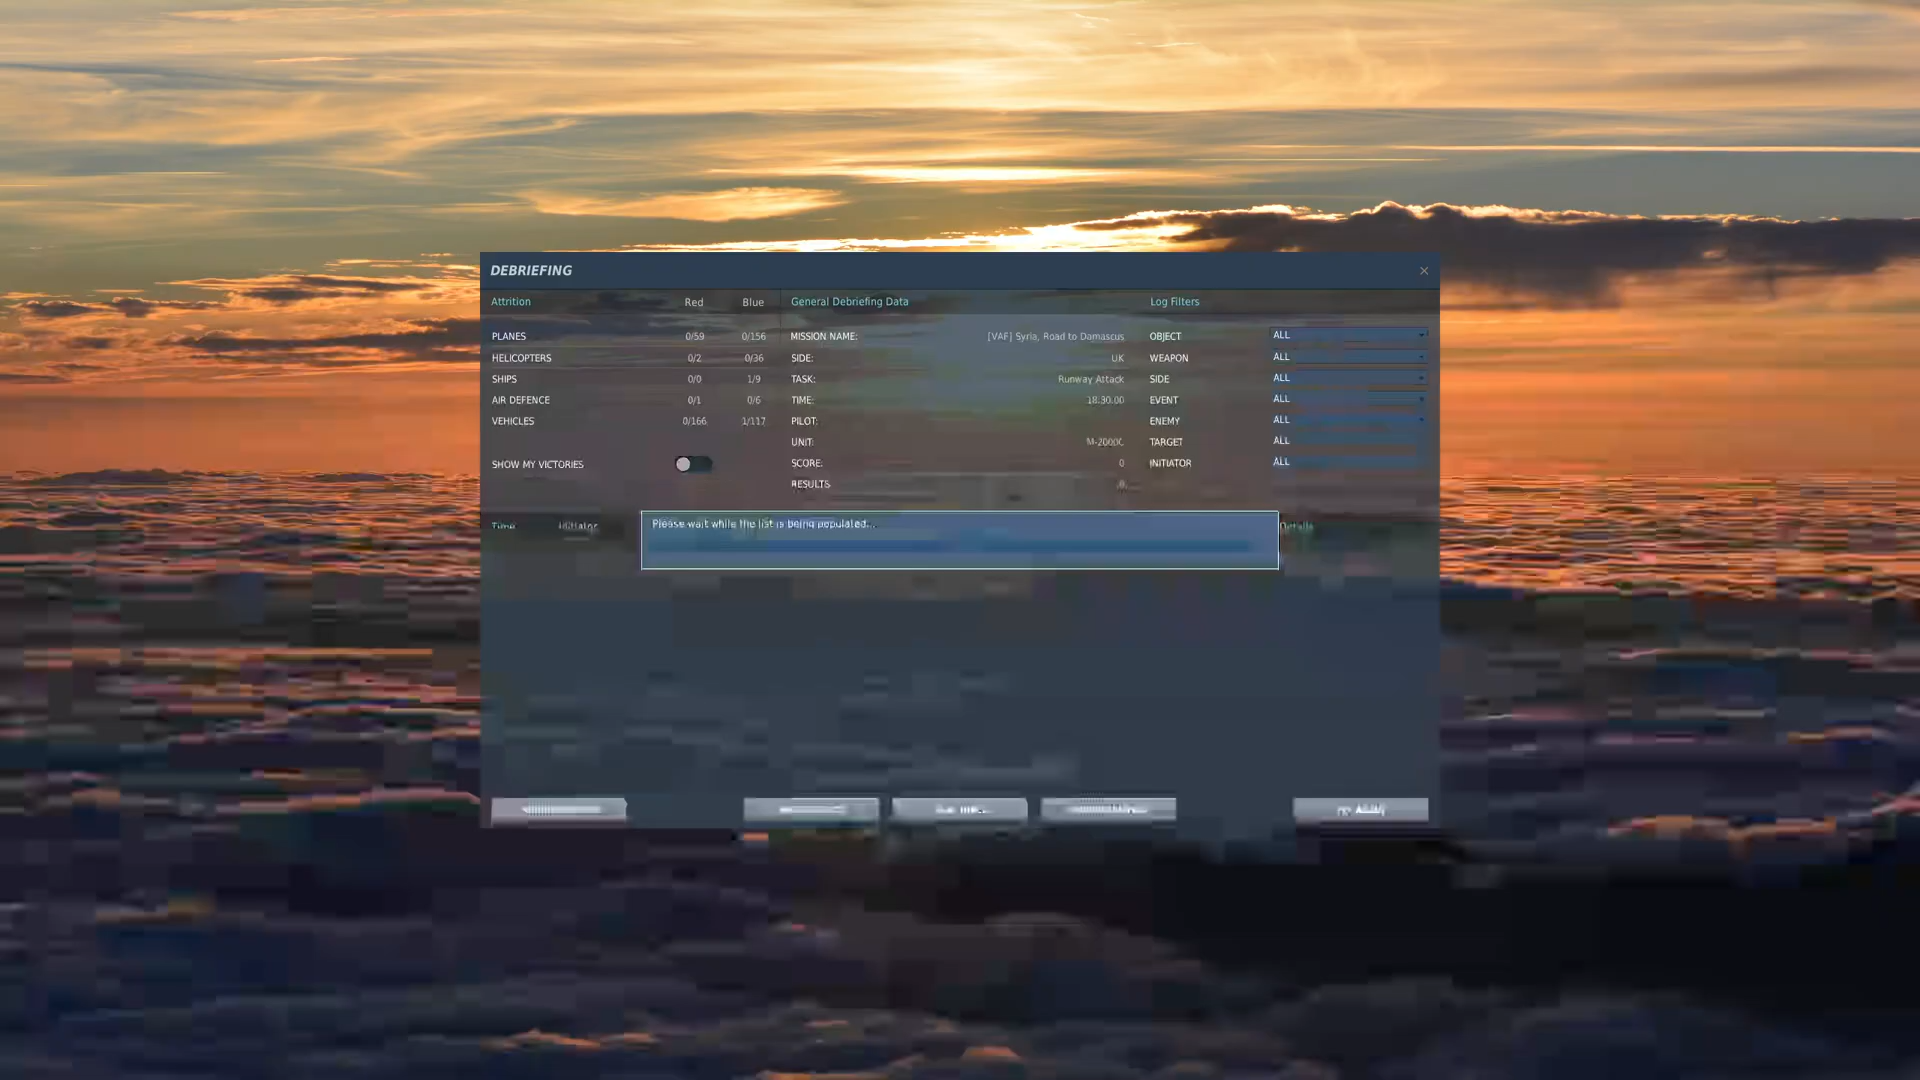 DEBRIEFING
Attrition Red Blue General Debriefing Data Log Filters
PLANES 0/59 0/156 MISSION NAME: [VAF] Syria, Road to Damascus OBJECT ALL
HELICOPTERS 0/2 0/36 SIDE: UK WEAPON ALL
SHIPS 0/0 1/9 TASK: Runway Attack SIDE ALL
AIR DEFENCE 0/1 0/6 TIME: 18.30.00 EVENT ALL
VEHICLES 0/166 1/117 PILOT: ENEMY ALL
UNIT: M-2000C TARGET ALL
SHOW MY VICTORIES SCORE: 0 INITIATOR ALL
RESULTS 0
Time Initiator Details
Please wait while the list is being populated...